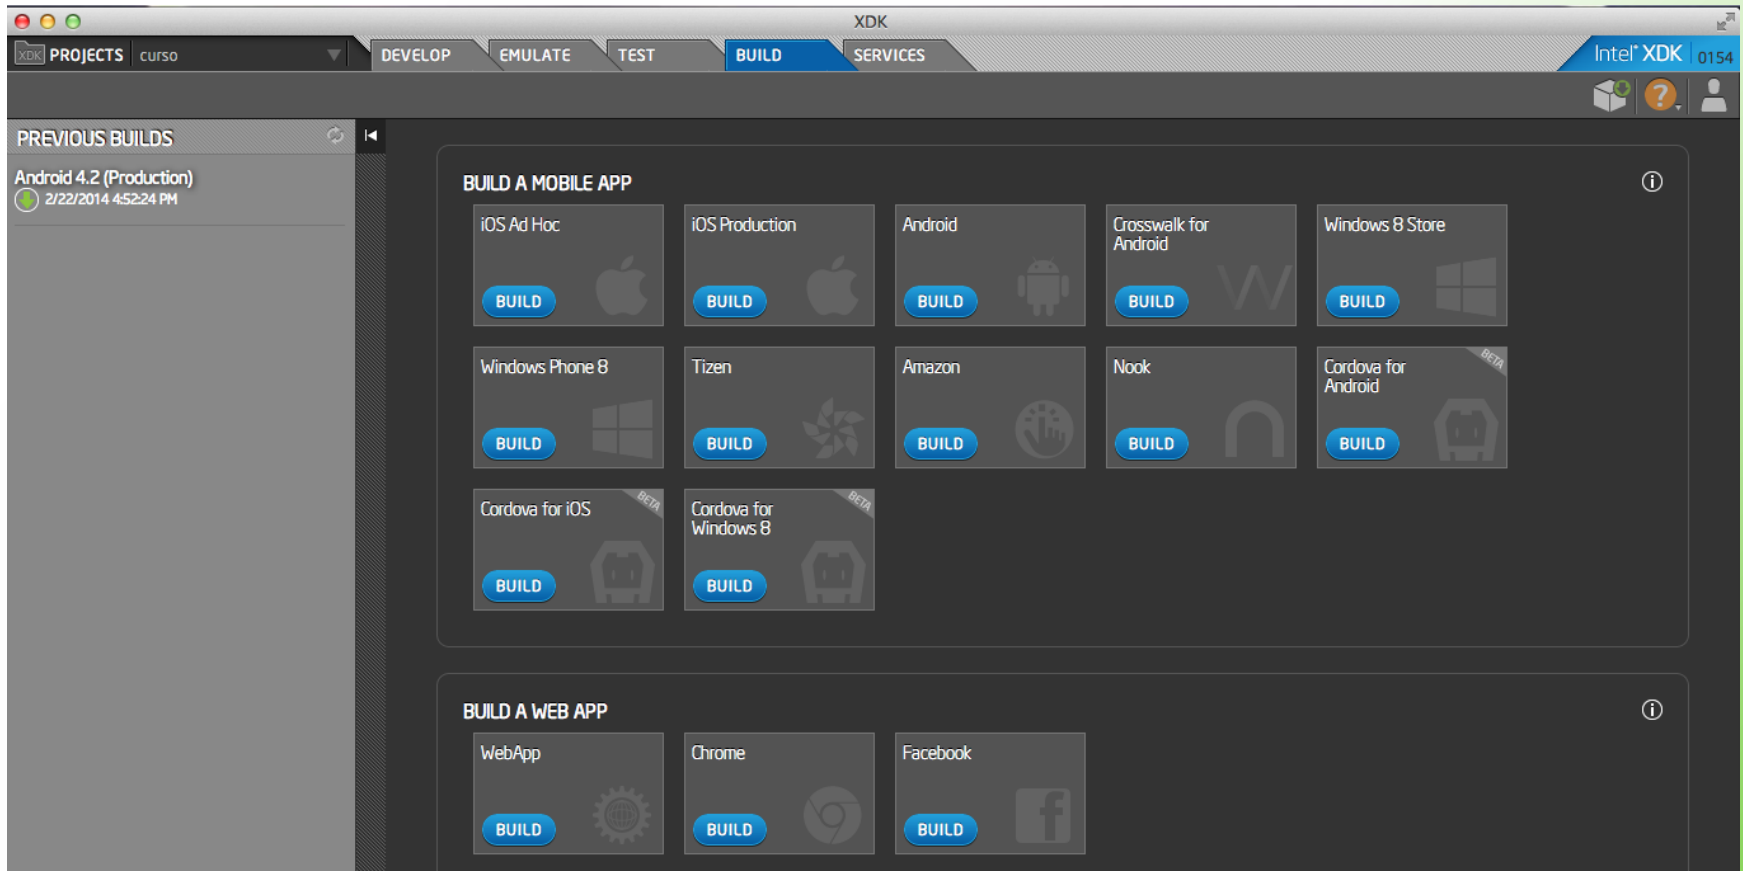 XDK
XDK PROJECTS curso
DEVELOP EMULATE TEST BUILD SERVICES
Intel® XDK 0154
?
PREVIOUS BUILDS
Android 4.2 (Production)
2/22/2014 4:52:24 PM
BUILD A MOBILE APP
i
iOS Ad Hoc
BUILD
iOS Production
BUILD
Android
BUILD
Crosswalk for
Android
BUILD
Windows 8 Store
BUILD
Windows Phone 8
BUILD
Tizen
BUILD
Amazon
BUILD
Nook
BUILD
Cordova for
Android
BETA
BUILD
Cordova for iOS
BETA
BUILD
Cordova for
Windows 8
BETA
BUILD
BUILD A WEB APP
i
WebApp
BUILD
Chrome
BUILD
Facebook
BUILD